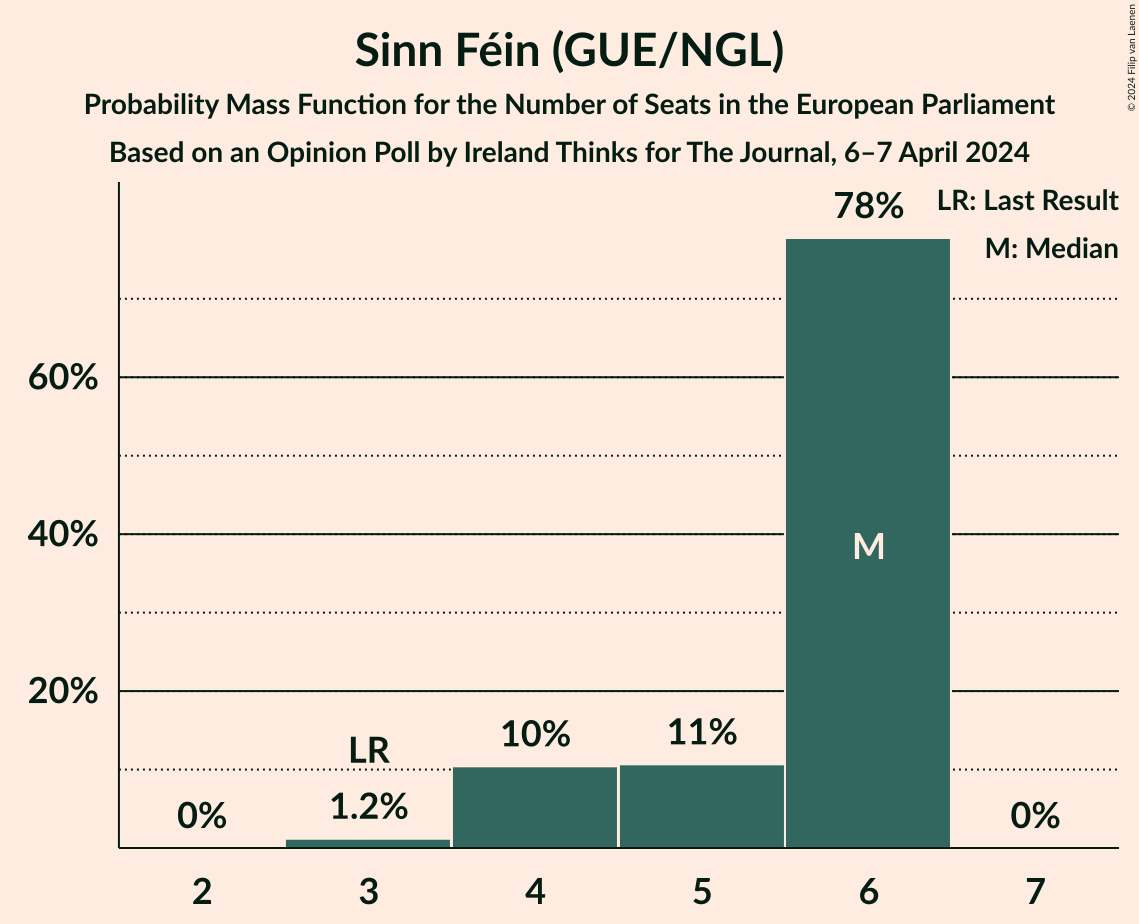 Sinn Féin (GUE/NGL)
Probability Mass Function for the Number of Seats in the European Parliament
Based on an Opinion Poll by Ireland Thinks for The Journal, 6–7 April 2024
© 2024 Filip van Laenen
LR: Last Result
M: Median
78%
60%
40%
20%
M
LR
0%
1.2%
10%
11%
0%
2
3
4
5
6
7